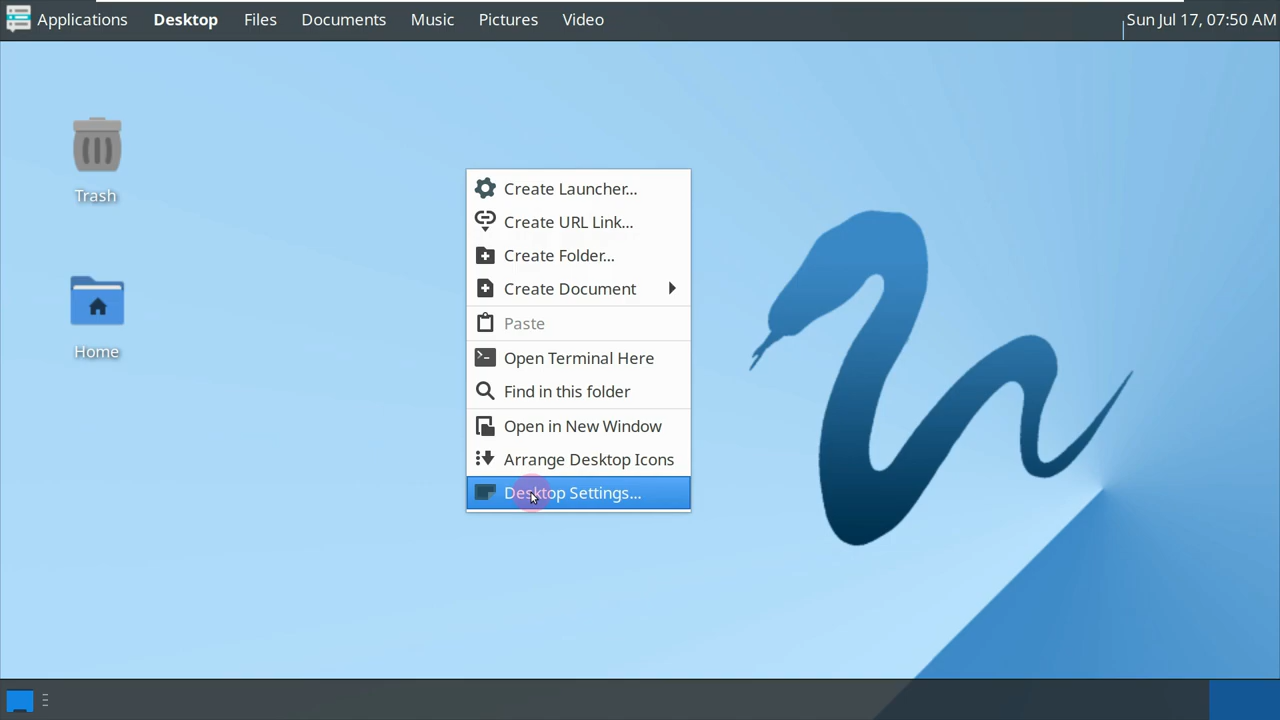 Applications Desktop Files Documents Music Pictures Video Sun Jul 17, 07:50 AM
Trash
Home
Create Launcher...
Create URL Link...
Create Folder...
Create Document
Paste
Open Terminal Here
Find in this folder
Open in New Window
Arrange Desktop Icons
Desktop Settings...